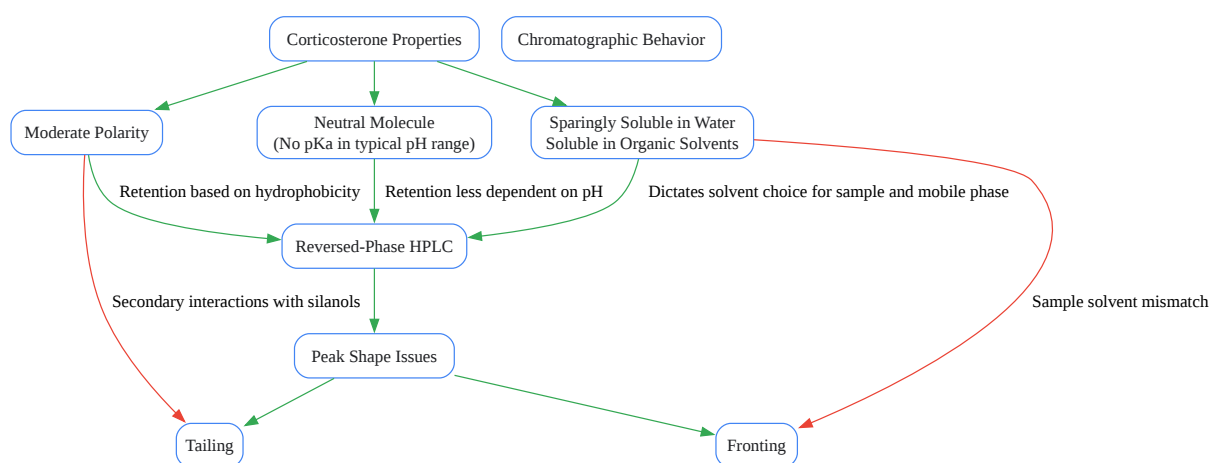 Corticosterone Properties
Chromatographic Behavior
Moderate Polarity
Neutral Molecule
(No pKa in typical pH range)
Sparingly Soluble in Water
Soluble in Organic Solvents
Retention based on hydrophobicity
Retention less dependent on pH
Dictates solvent choice for sample and mobile phase
Reversed-Phase HPLC
Secondary interactions with silanols
Sample solvent mismatch
Peak Shape Issues
Tailing
Fronting